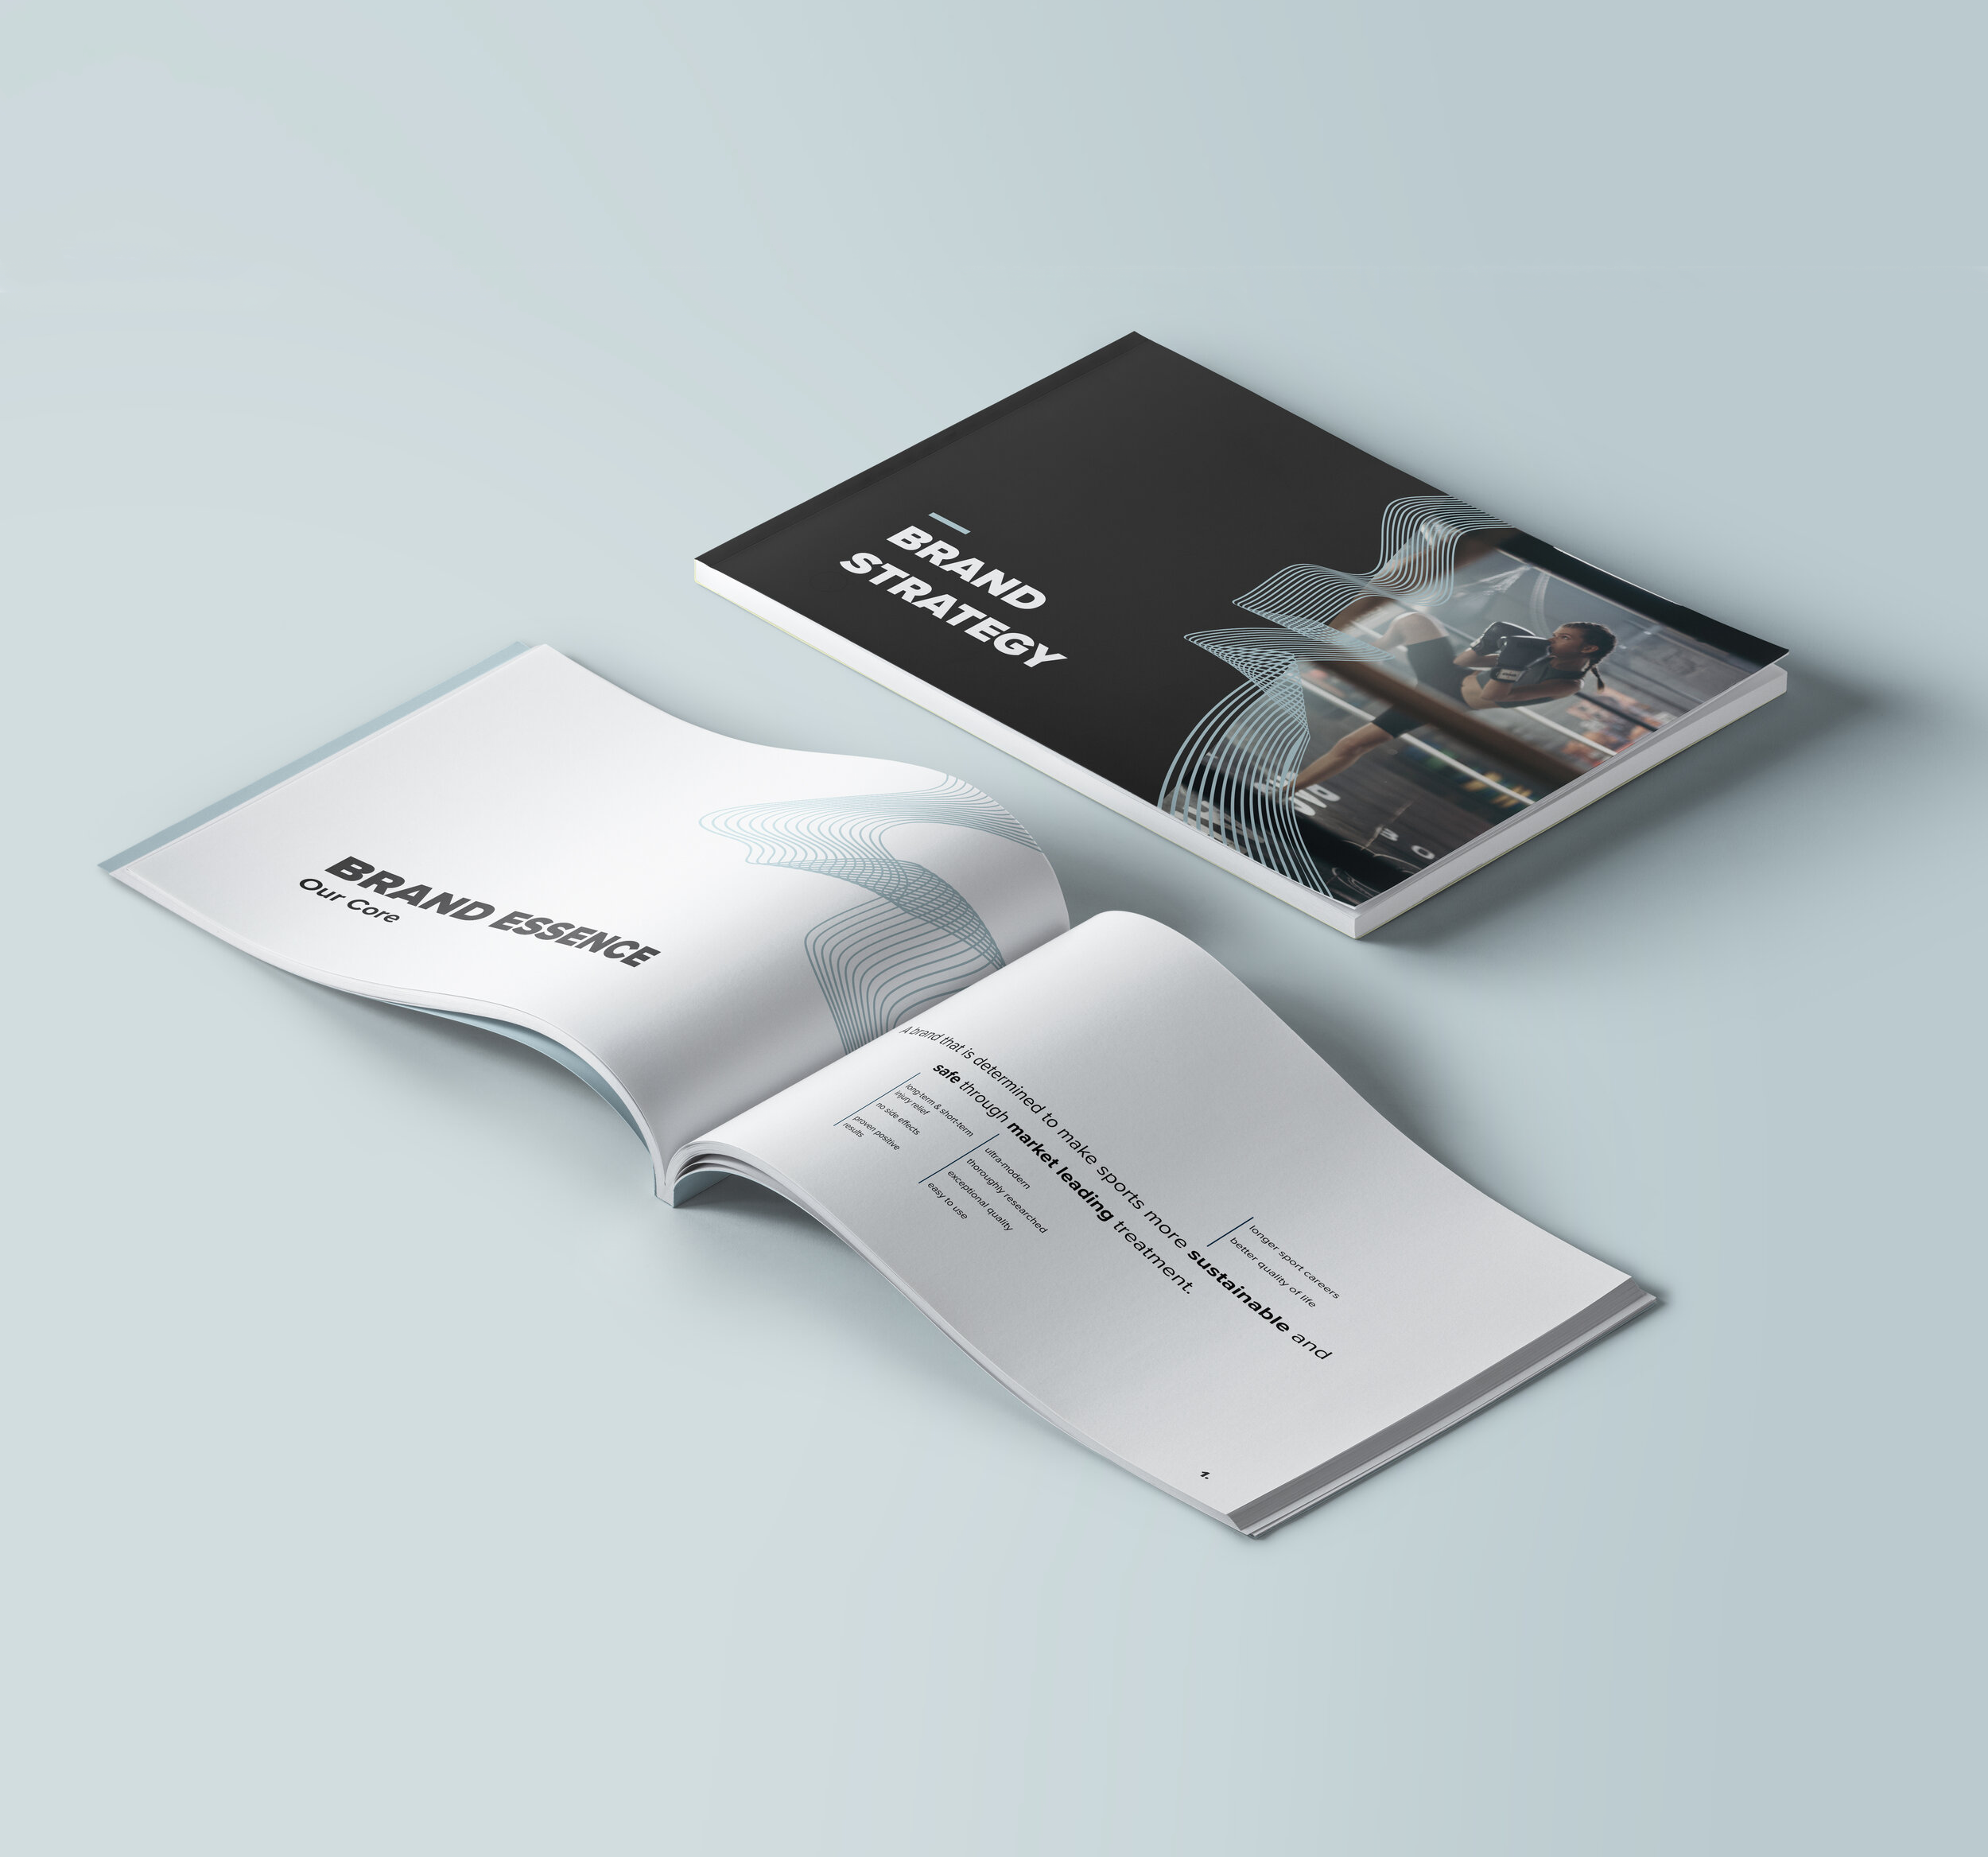 BRAND
STRATEGY
BRAND ESSENCE
Our Core
longer sport careers
better quality of life
A brand that is determined to make sports more sustainable and
safe through market leading treatment.
long-term & short-term
injury relief
no side effects
proven positive
results
ultra-modern
thoroughly researched
exceptional quality
easy to use
1.